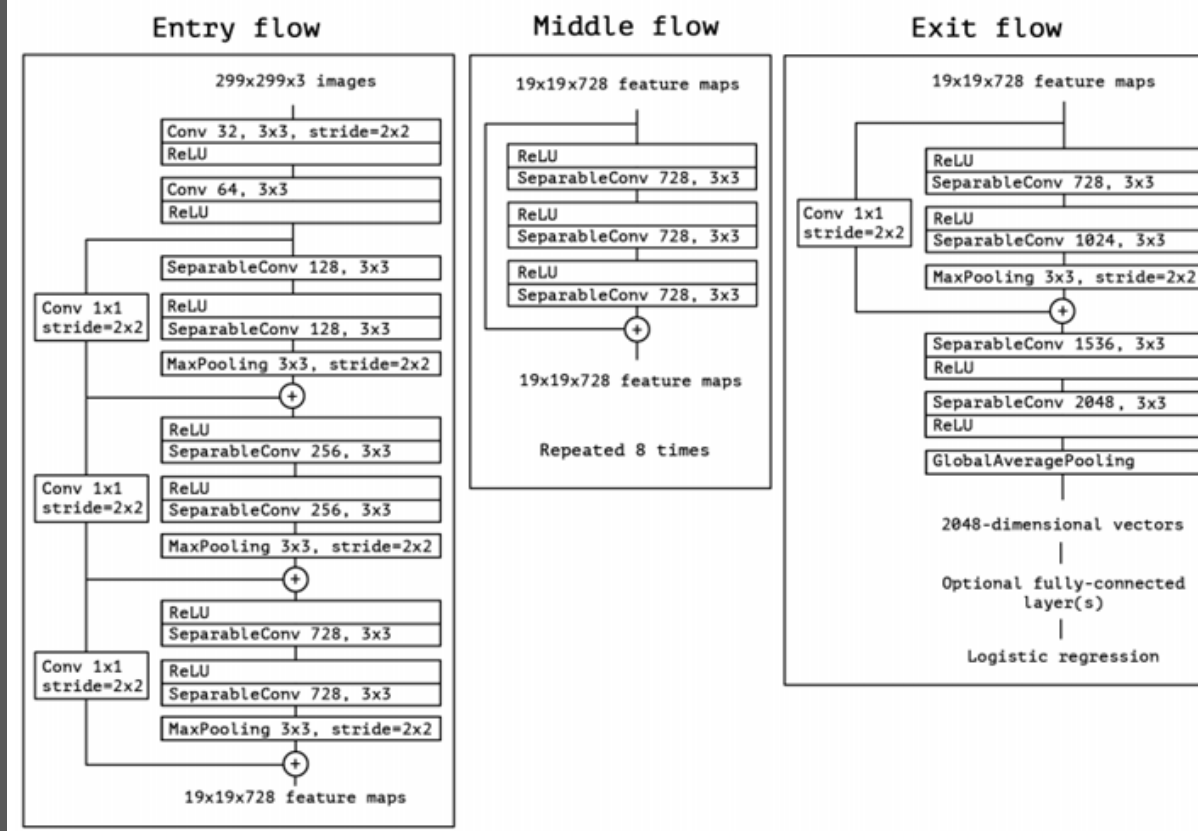 Entry flow
299x299x3 images
Conv 32, 3x3, stride=2x2
ReLU
Conv 64, 3x3
ReLU
SeparableConv 128, 3x3
Conv 1x1
stride=2x2
ReLU
SeparableConv 128, 3x3
MaxPooling 3x3, stride=2x2
+
ReLU
SeparableConv 256, 3x3
Conv 1x1
stride=2x2
ReLU
SeparableConv 256, 3x3
MaxPooling 3x3, stride=2x2
+
ReLU
SeparableConv 728, 3x3
Conv 1x1
stride=2x2
ReLU
SeparableConv 728, 3x3
MaxPooling 3x3, stride=2x2
+
19x19x728 feature maps
Middle flow
19x19x728 feature maps
ReLU
SeparableConv 728, 3x3
ReLU
SeparableConv 728, 3x3
ReLU
SeparableConv 728, 3x3
+
19x19x728 feature maps
Repeated 8 times
Exit flow
19x19x728 feature maps
ReLU
SeparableConv 728, 3x3
Conv 1x1
stride=2x2
ReLU
SeparableConv 1024, 3x3
MaxPooling 3x3, stride=2x2
+
SeparableConv 1536, 3x3
ReLU
SeparableConv 2048, 3x3
ReLU
GlobalAveragePooling
2048-dimensional vectors
Optional fully-connected
layer(s)
Logistic regression